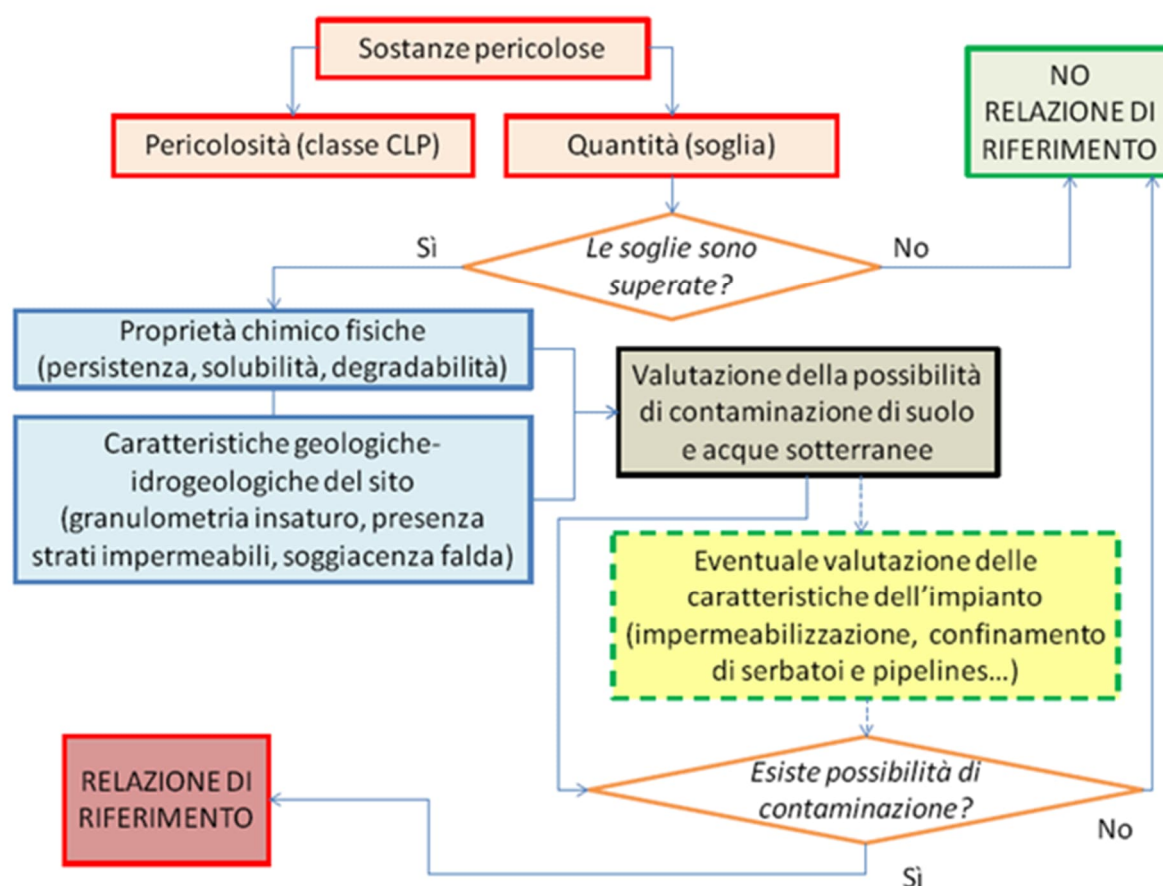 Sostanze pericolose
NO
RELAZIONE DI
RIFERIMENTO
Pericolosità (classe CLP)
Quantità (soglia)
Sì
Le soglie sono
superate?
No
Proprietà chimico fisiche
(persistenza, solubilità, degradabilità)
Valutazione della possibilità
di contaminazione di suolo
e acque sotterranee
Caratteristiche geologiche-
idrogeologiche del sito
(granulometria insaturo, presenza
strati impermeabili, soggiacenza falda)
Eventuale valutazione delle
caratteristiche dell’impianto
(impermeabilizzazione, confinamento
di serbatoi e pipelines…)
RELAZIONE DI
RIFERIMENTO
Esiste possibilità di
contaminazione?
No
Sì